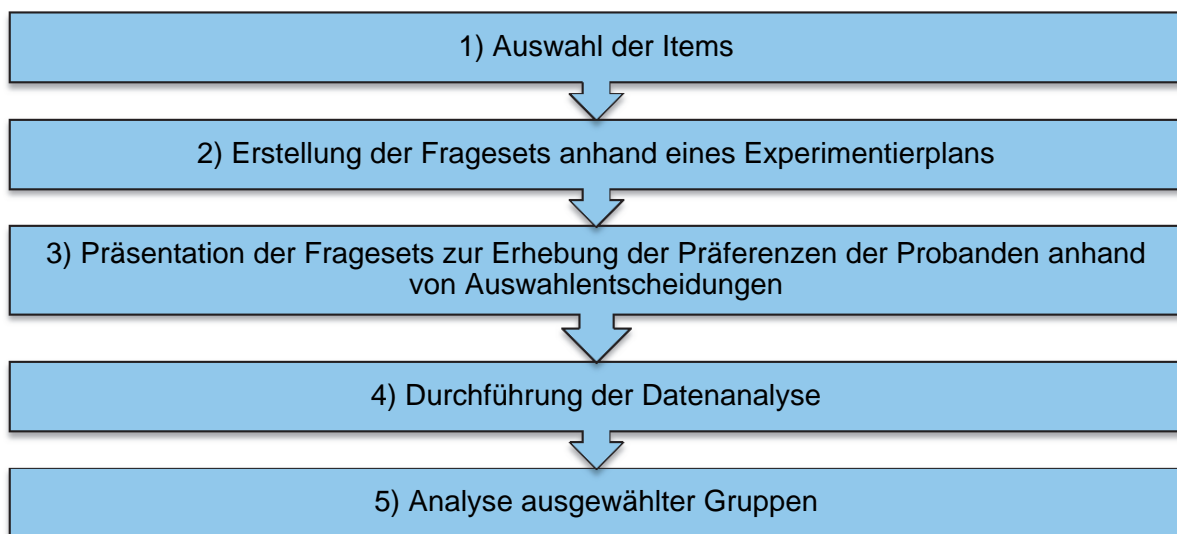 1) Auswahl der Items
2) Erstellung der Fragesets anhand eines Experimentierplans
3) Präsentation der Fragesets zur Erhebung der Präferenzen der Probanden anhand
von Auswahlentscheidungen
4) Durchführung der Datenanalyse
5) Analyse ausgewählter Gruppen